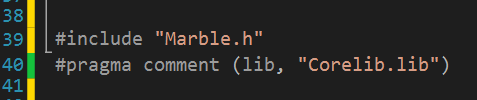 38
39 #include "Marble.h"
40 #pragma comment (lib, "Corelib.lib")
41